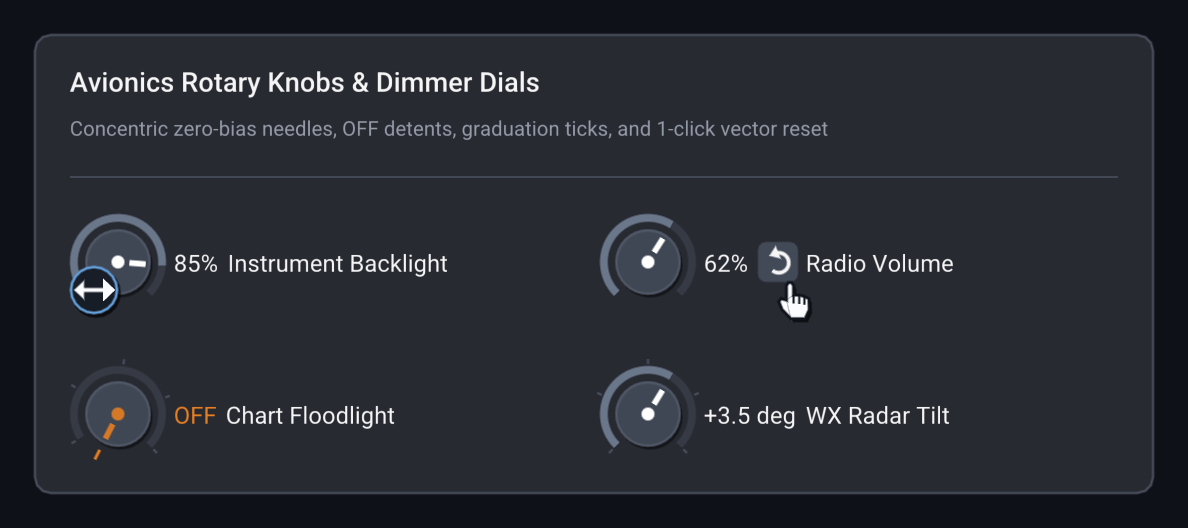 Avionics Rotary Knobs & Dimmer Dials
Concentric zero-bias needles, OFF detents, graduation ticks, and 1-click vector reset
85% Instrument Backlight
62% Radio Volume
OFF Chart Floodlight
+3.5 deg WX Radar Tilt